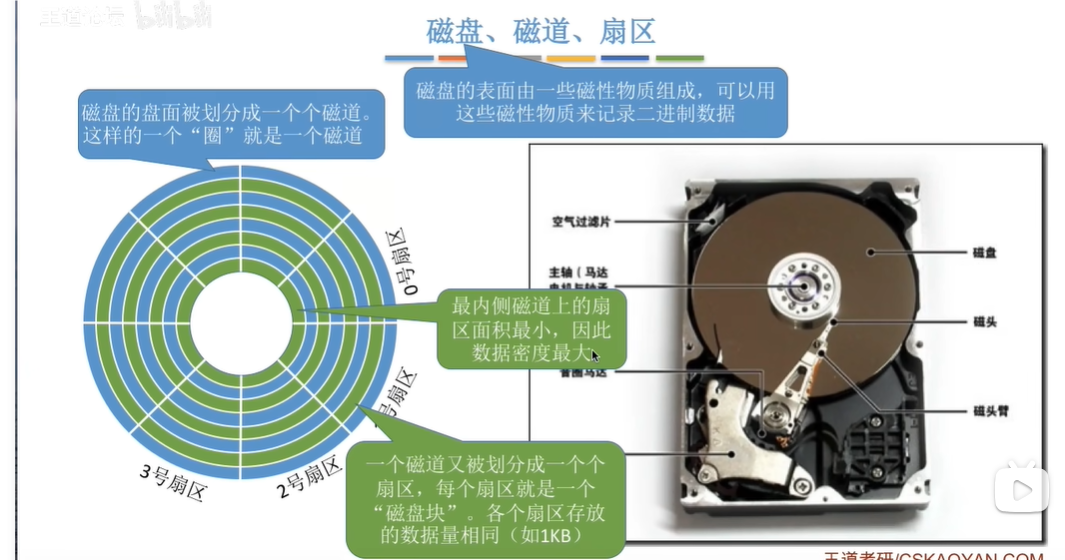 王道论坛 bilibili
磁盘、磁道、扇区
磁盘的表面由一些磁性物质组成，可以用
这些磁性物质来记录二进制数据
磁盘的盘面被划分成一个个磁道。
这样的一个“圈”就是一个磁道
0号扇区
号扇区
2号扇区
3号扇区
最内侧磁道上的扇
区面积最小，因此
数据密度最大
一个磁道又被划分成一个个
扇区，每个扇区就是一个
“磁盘块”。各个扇区存放
的数据量相同（如1KB）
空气过滤片
主轴（马达
音圈马达
磁盘
磁头
磁头臂
王道考研/CSKAOYAN.COM